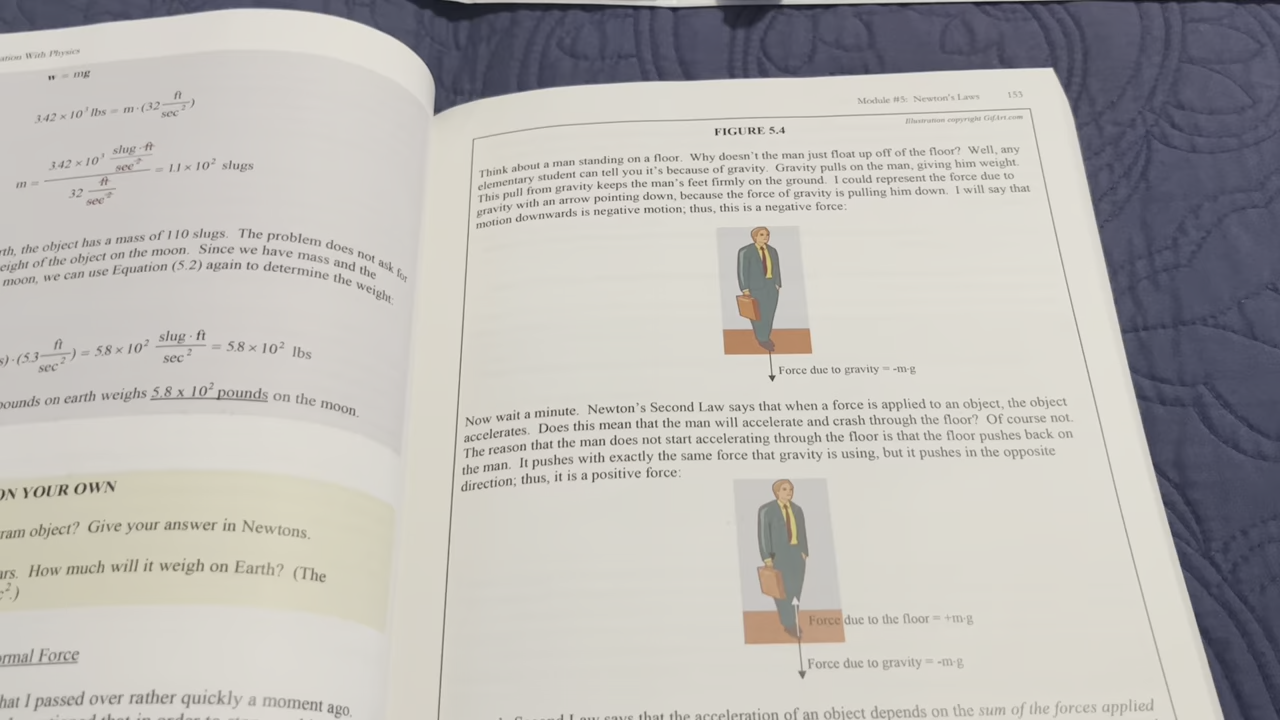 ation With Physics
w = mg
3.42 × 10³ lbs = m · (32 ft/sec²)
m = 3.42 × 10³ slug · ft/sec² / 32 ft/sec² = 1.1 × 10² slugs
rth, the object has a mass of 110 slugs. The problem does not ask for
eight of the object on the moon. Since we have mass and the
moon, we can use Equation (5.2) again to determine the weight:
s) · (5.3 ft/sec²) = 5.8 × 10² slug · ft/sec² = 5.8 × 10² lbs
pounds on earth weighs 5.8 x 10² pounds on the moon.
ON YOUR OWN
ram object? Give your answer in Newtons.
ars. How much will it weigh on Earth? (The
c².)
ormal Force
hat I passed over rather quickly a moment ago.
Module #5: Newton's Laws 153
Illustration copyright GifArt.com
FIGURE 5.4
Think about a man standing on a floor. Why doesn't the man just float up off of the floor? Well, any
elementary student can tell you it's because of gravity. Gravity pulls on the man, giving him weight.
This pull from gravity keeps the man's feet firmly on the ground. I could represent the force due to
gravity with an arrow pointing down, because the force of gravity is pulling him down. I will say that
motion downwards is negative motion; thus, this is a negative force:
Force due to gravity = -m·g
Now wait a minute. Newton's Second Law says that when a force is applied to an object, the object
accelerates. Does this mean that the man will accelerate and crash through the floor? Of course not.
The reason that the man does not start accelerating through the floor is that the floor pushes back on
the man. It pushes with exactly the same force that gravity is using, but it pushes in the opposite
direction; thus, it is a positive force:
Force due to the floor = +m·g
Force due to gravity = -m·g
Second Law says that the acceleration of an object depends on the sum of the forces applied